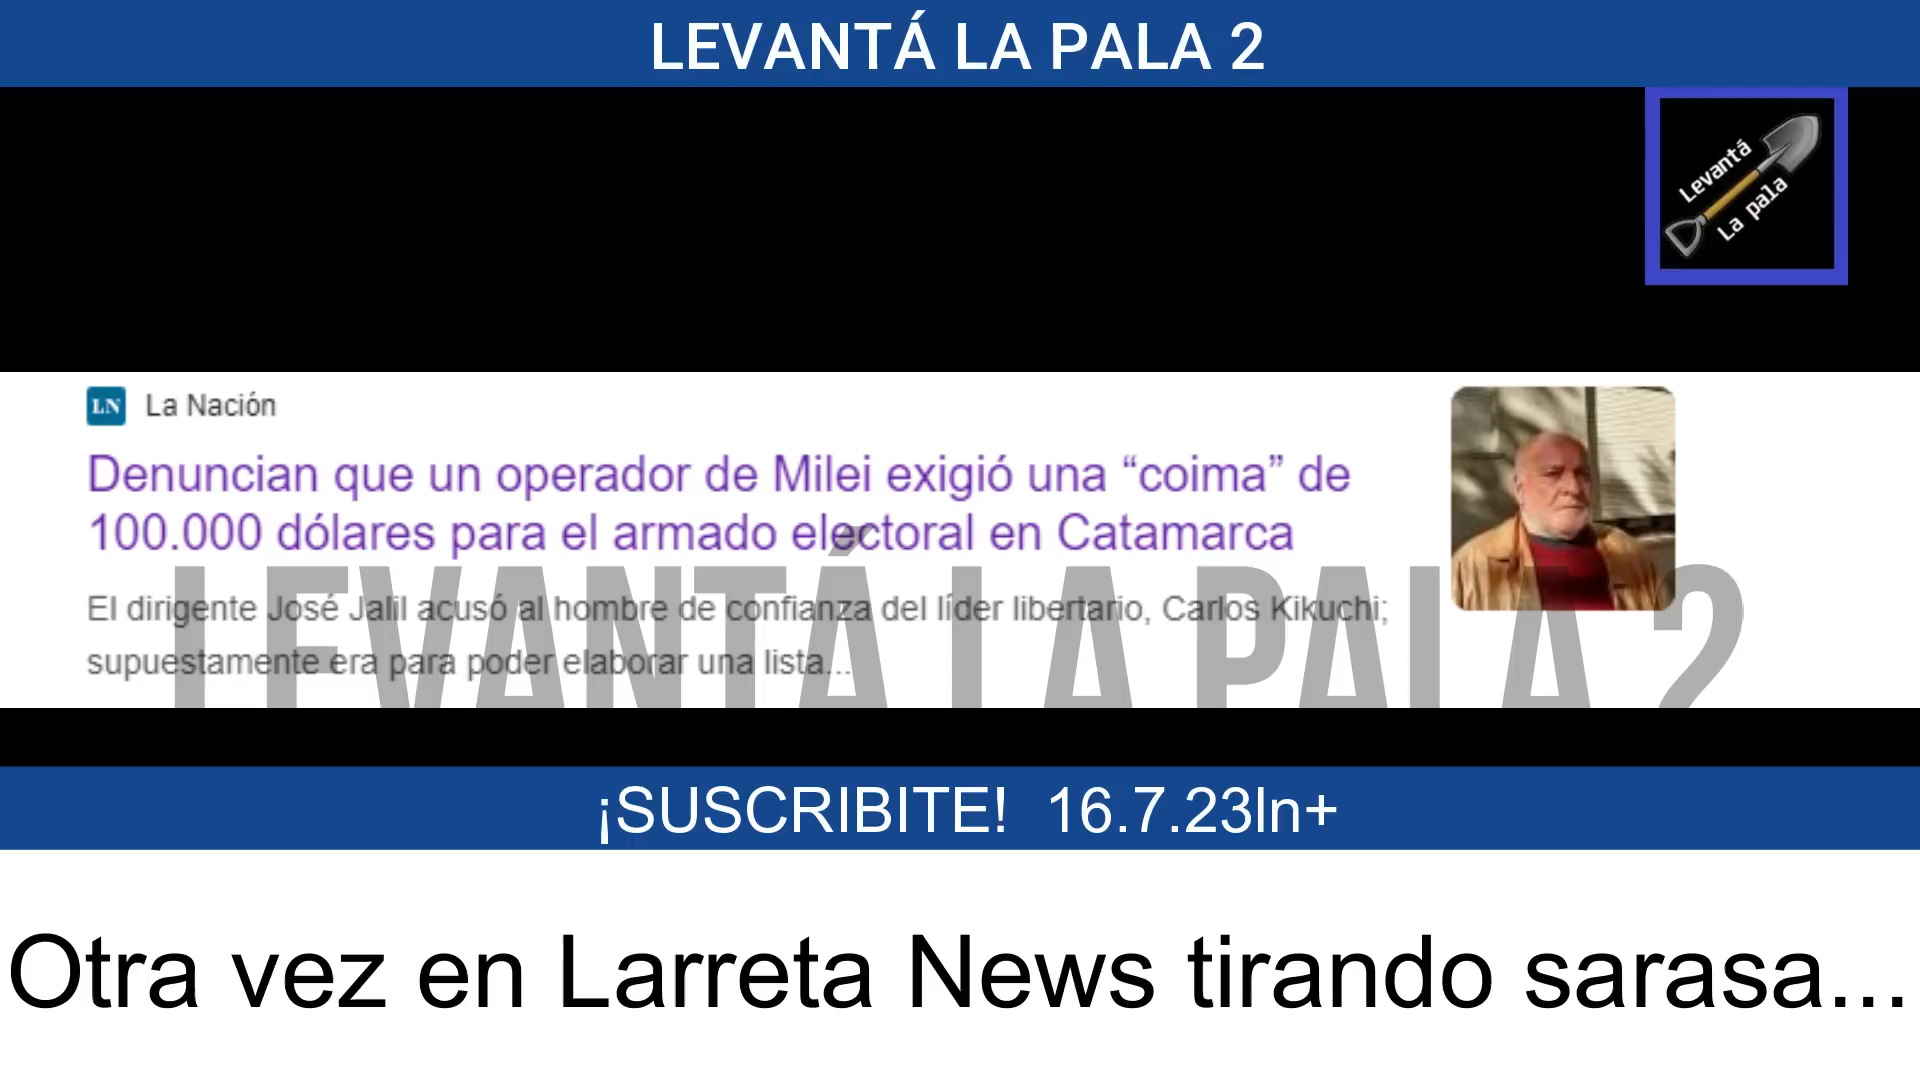 LEVANTÁ LA PALA 2
Levantá
La pala
LN La Nación
Denuncian que un operador de Milei exigió una “coima” de
100.000 dólares para el armado electoral en Catamarca
El dirigente José Jalil acusó al hombre de confianza del líder libertario, Carlos Kikuchi;
supuestamente era para poder elaborar una lista...
LEVANTÁ LA PALA 2
¡SUSCRIBITE! 16.7.23ln+
Otra vez en Larreta News tirando sarasa...